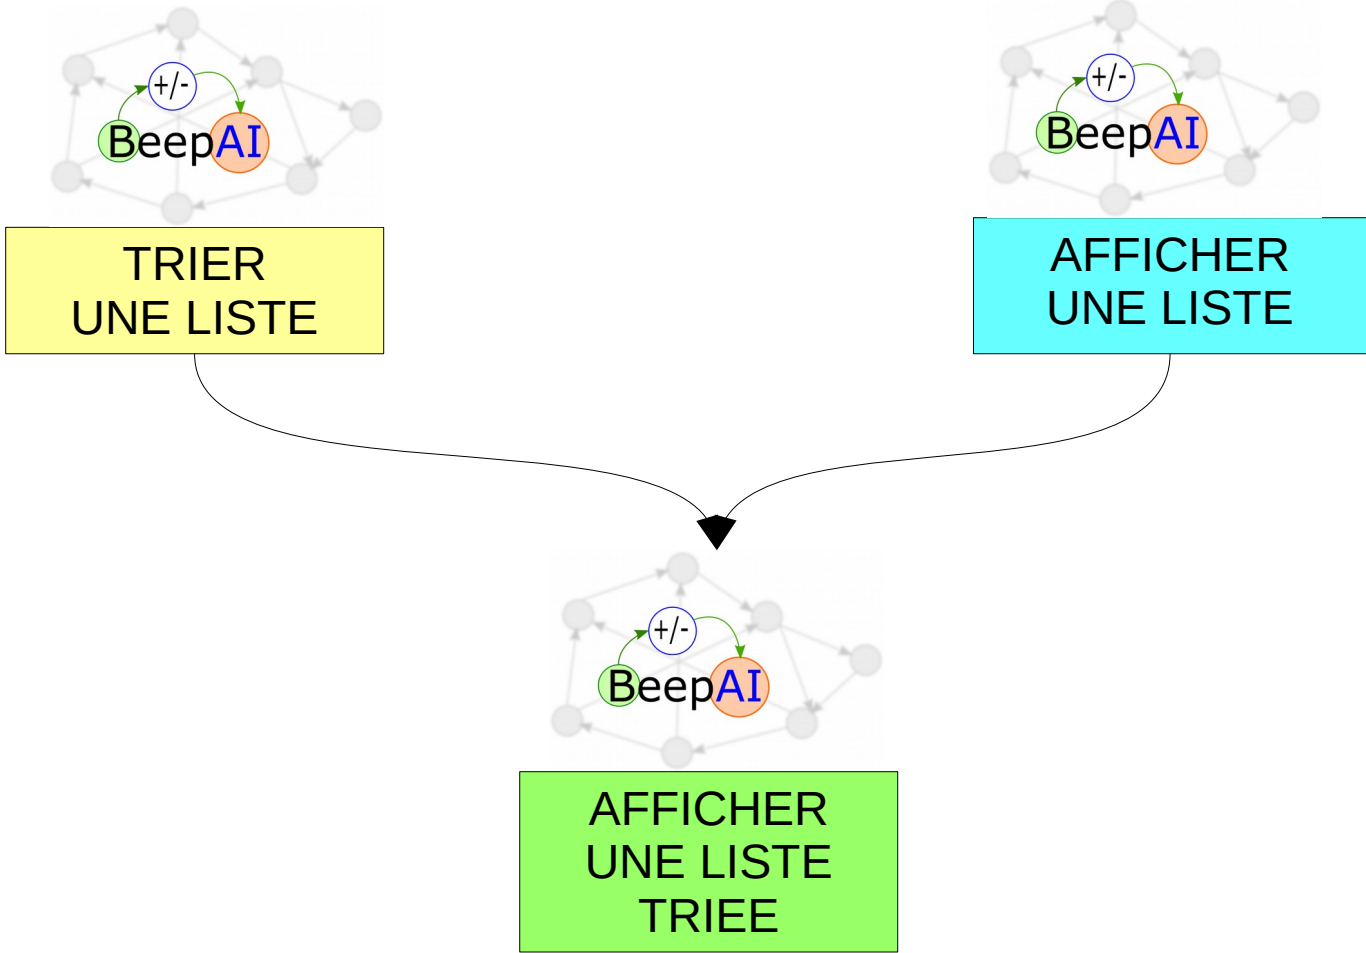 +/-
BeepAI
TRIER
UNE LISTE
+/-
BeepAI
AFFICHER
UNE LISTE
+/-
BeepAI
AFFICHER
UNE LISTE
TRIEE